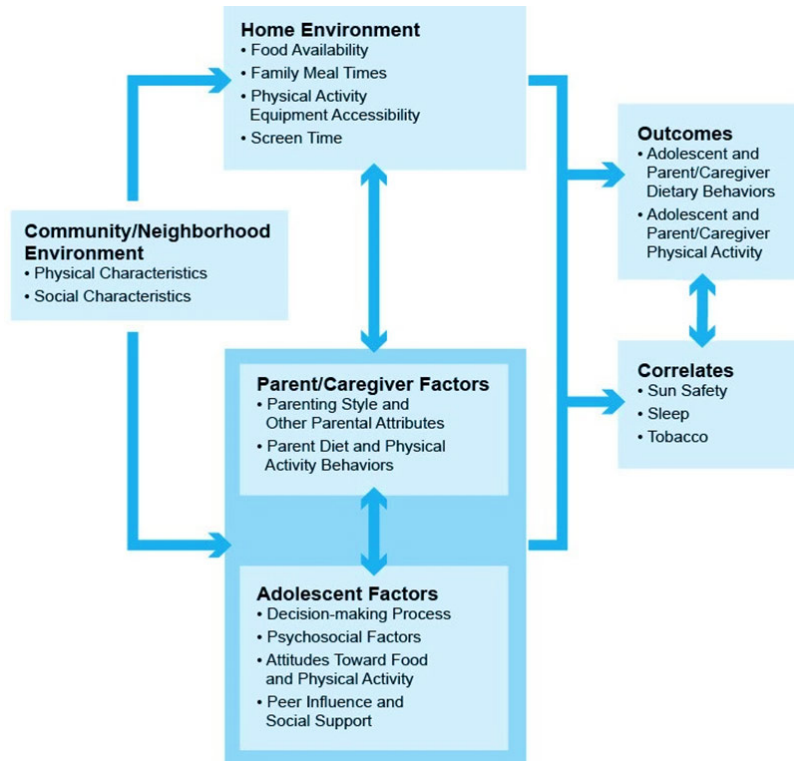 Home Environment
• Food Availability
• Family Meal Times
• Physical Activity
Equipment Accessibility
• Screen Time
Community/Neighborhood
Environment
• Physical Characteristics
• Social Characteristics
Parent/Caregiver Factors
• Parenting Style and
Other Parental Attributes
• Parent Diet and Physical
Activity Behaviors
Adolescent Factors
• Decision-making Process
• Psychosocial Factors
• Attitudes Toward Food
and Physical Activity
• Peer Influence and
Social Support
Outcomes
• Adolescent and
Parent/Caregiver
Dietary Behaviors
• Adolescent and
Parent/Caregiver
Physical Activity
Correlates
• Sun Safety
• Sleep
• Tobacco